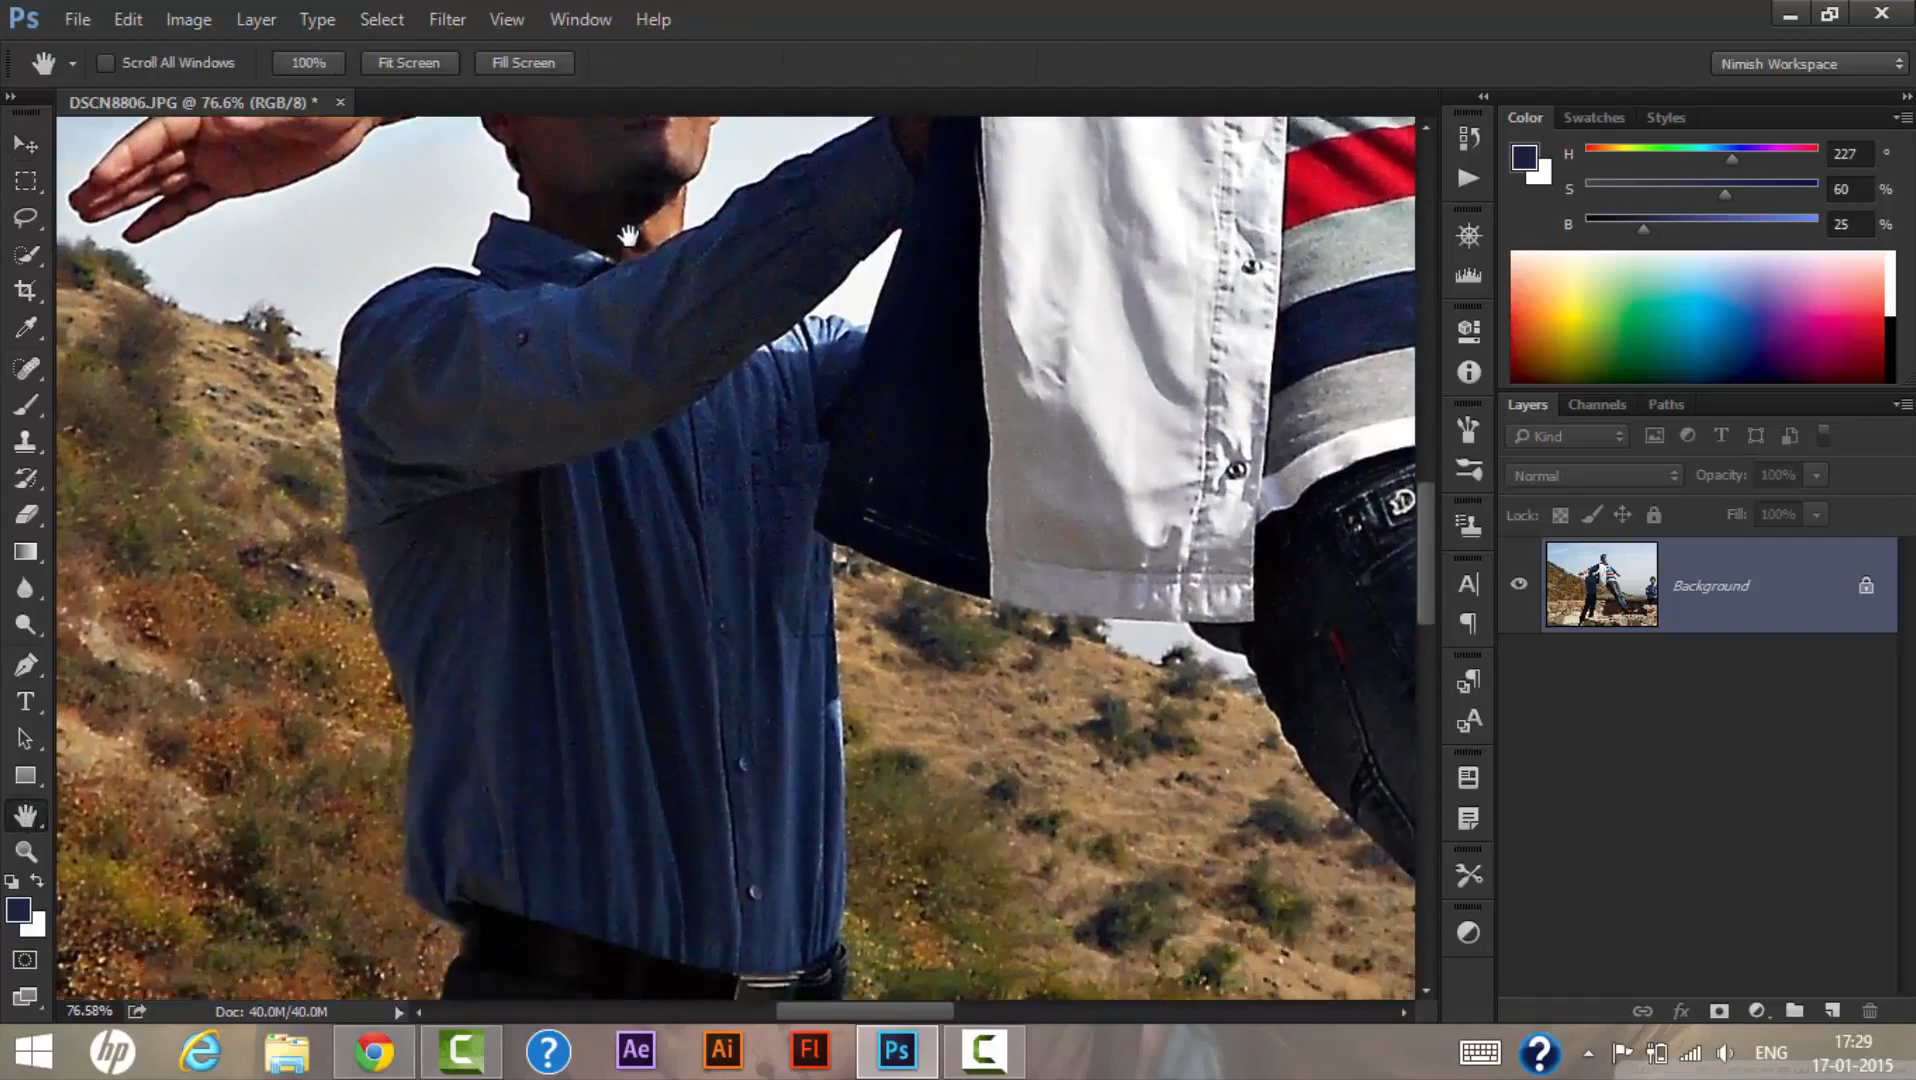 Ps File Edit Image Layer Type Select Filter View Window Help
Scroll All Windows 100% Fit Screen Fill Screen Nimish Workspace
DSCN8806.JPG @ 76.6% (RGB/8) * ×
Color Swatches Styles
H 227 °
S 60 %
B 25 %
Layers Channels Paths
Kind
Normal Opacity: 100%
Lock: Fill: 100%
Background
76.58% Doc: 40.0M/40.0M
fx
hp Ae Ai Fl Ps ENG 17:29
17-01-2015